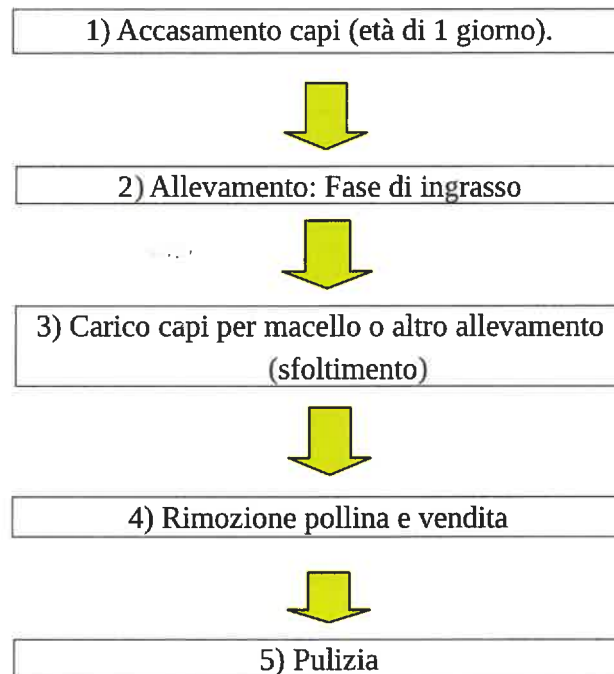 1) Accasamento capi (età di 1 giorno).
2) Allevamento: Fase di ingrasso
3) Carico capi per macello o altro allevamento
(sfoltimento)
4) Rimozione pollina e vendita
5) Pulizia